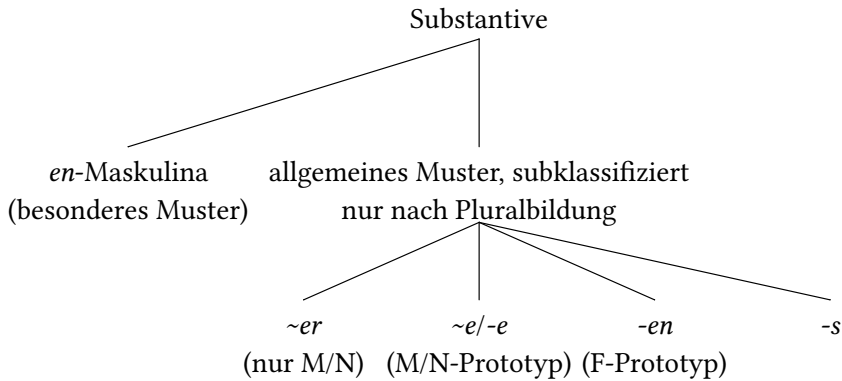 Substantive
en-Maskulina allgemeines Muster, subklassifiziert
(besonderes Muster) nur nach Pluralbildung
~er ~e/-e -en -s
(nur M/N) (M/N-Prototyp) (F-Prototyp)